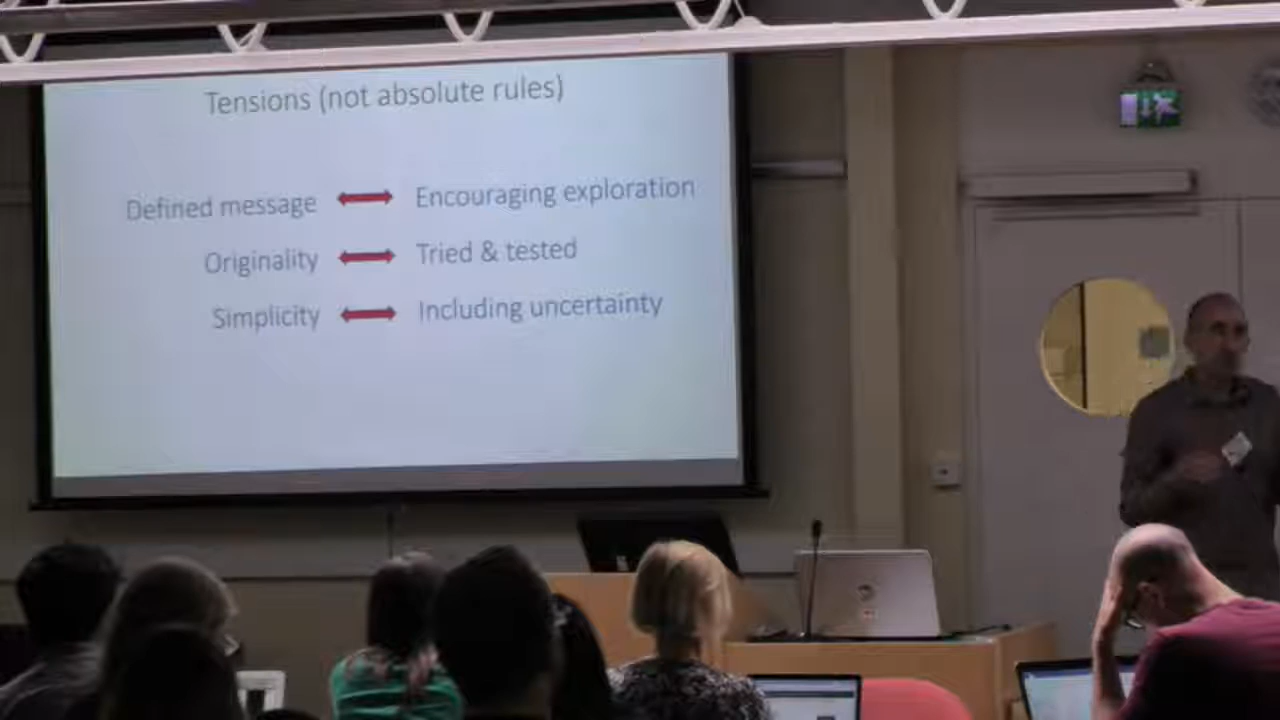 Tensions (not absolute rules)
Defined message ↔ Encouraging exploration
Originality ↔ Tried & tested
Simplicity ↔ Including uncertainty